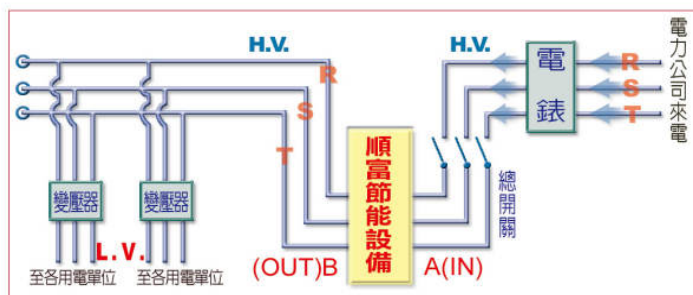 H.V.
H.V.
R
S
T
電錶
R
S
T
電力公司來電
順富節能設備
總開關
變壓器
變壓器
L.V.
(OUT)B
A(IN)
至各用電單位
至各用電單位